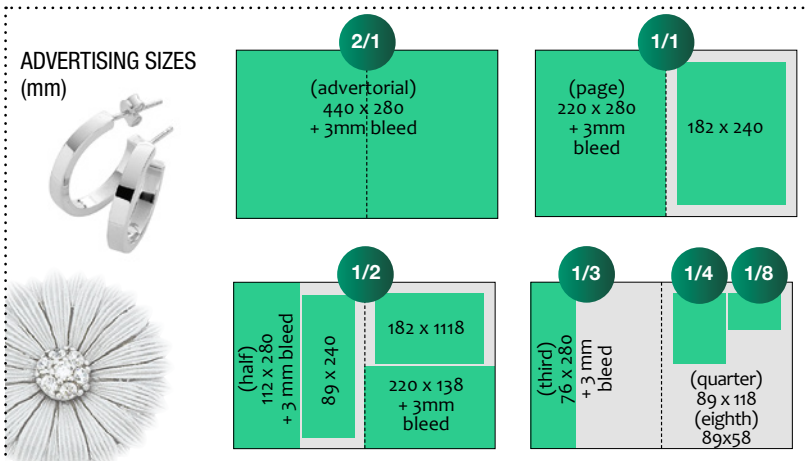 ADVERTISING SIZES
(mm)
2/1
(advertorial)
440 x 280
+ 3mm bleed
1/1
(page)
220 x 280
+ 3mm
bleed
182 x 240
1/2
(half)
112 x 280
+ 3 mm bleed
89 x 240
182 x 1118
220 x 138
+ 3mm
bleed
1/3
(third)
76 x 280
+ 3 mm
bleed
1/4
1/8
(quarter)
89 x 118
(eighth)
89x58